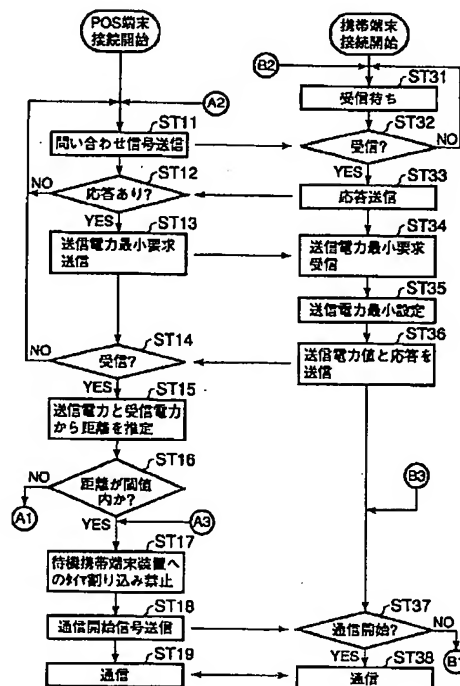 POS端末
接続開始
A2
ST11
問い合わせ信号送信
ST12
応答あり?
NO
YES
ST13
送信電力最小要求
送信
ST14
受信?
NO
YES
ST15
送信電力と受信電力
から距離を推定
ST16
距離が閾値
内か?
NO
A1
YES
A3
ST17
待機携帯端末装置へ
のタイマ割り込み禁止
ST18
通信開始信号送信
ST19
通信
携帯端末
接続開始
B2
ST31
受信待ち
ST32
受信?
NO
YES
ST33
応答送信
ST34
送信電力最小要求
受信
ST35
送信電力最小設定
ST36
送信電力値と応答を
送信
B3
ST37
通信開始?
NO
B1
YES
ST38
通信